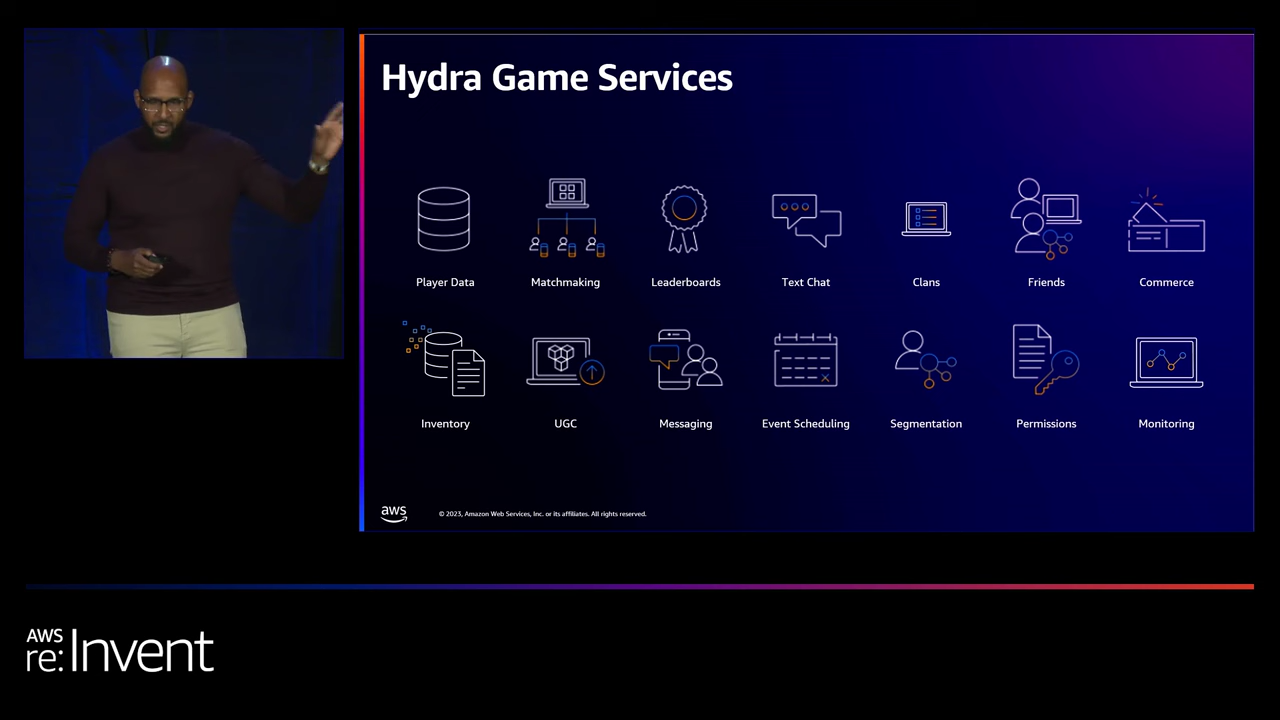 Hydra Game Services
Player Data
Matchmaking
Leaderboards
Text Chat
Clans
Friends
Commerce
Inventory
UGC
Messaging
Event Scheduling
Segmentation
Permissions
Monitoring
aws
© 2023, Amazon Web Services, Inc. or its affiliates. All rights reserved.
AWS
re:Invent